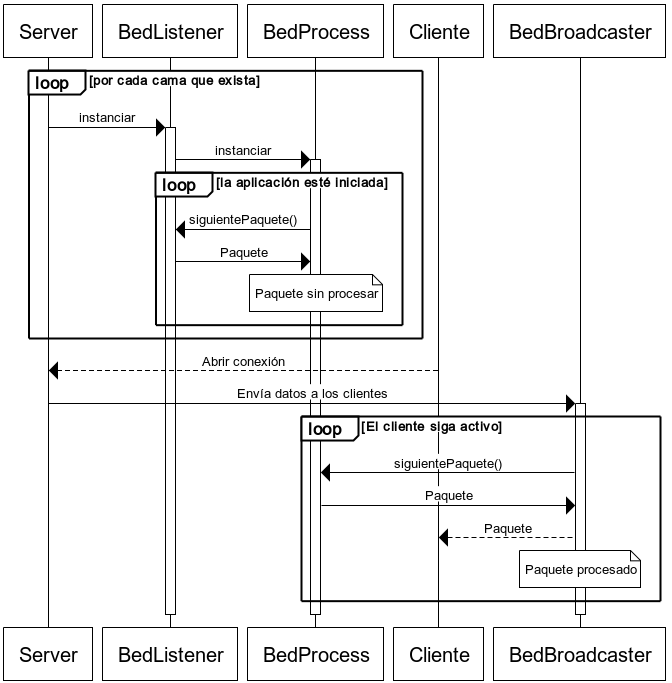 Server
BedListener
BedProcess
Cliente
BedBroadcaster
loop
[por cada cama que exista]
instanciar
instanciar
loop
[la aplicación esté iniciada]
siguientePaquete()
Paquete
Paquete sin procesar
Abrir conexión
Envía datos a los clientes
loop
[El cliente siga activo]
siguientePaquete()
Paquete
Paquete
Paquete procesado
Server
BedListener
BedProcess
Cliente
BedBroadcaster